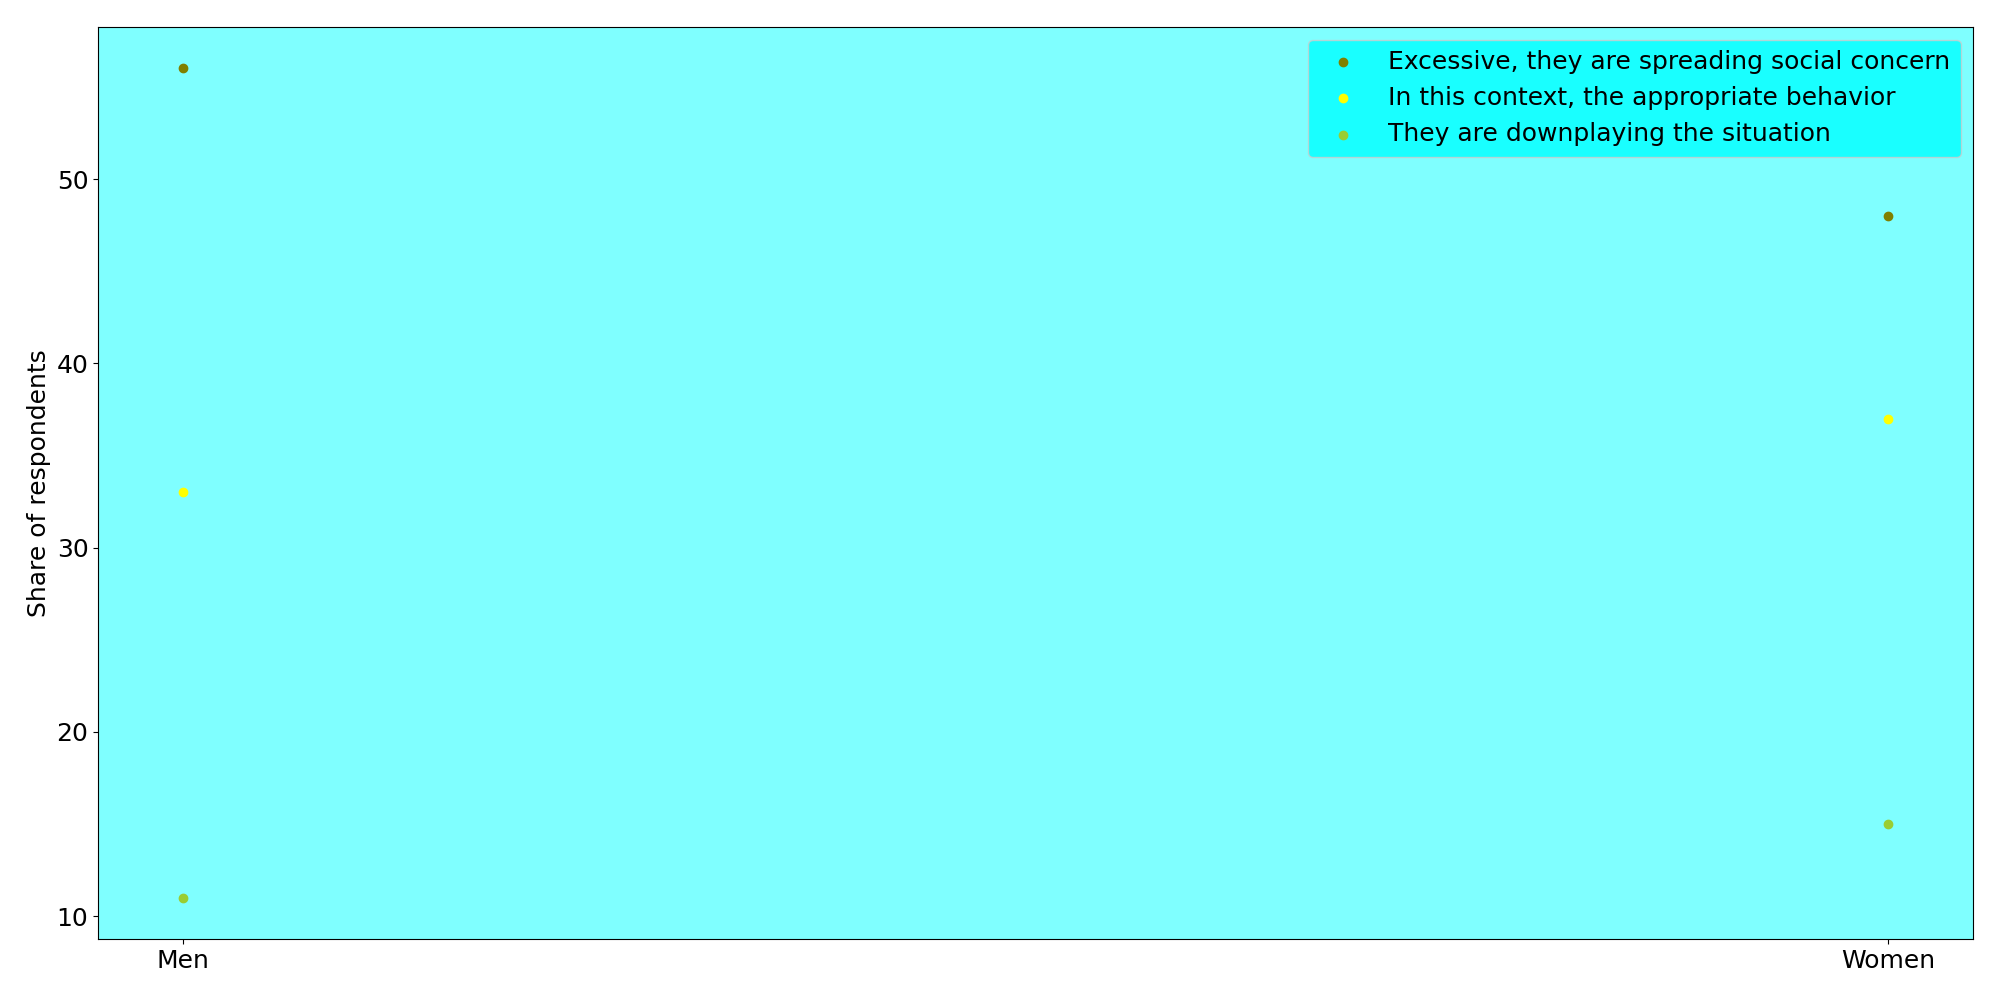 Excessive, they are spreading social concern
In this context, the appropriate behavior
They are downplaying the situation
Share of respondents
50
40
30
20
10
Men
Women